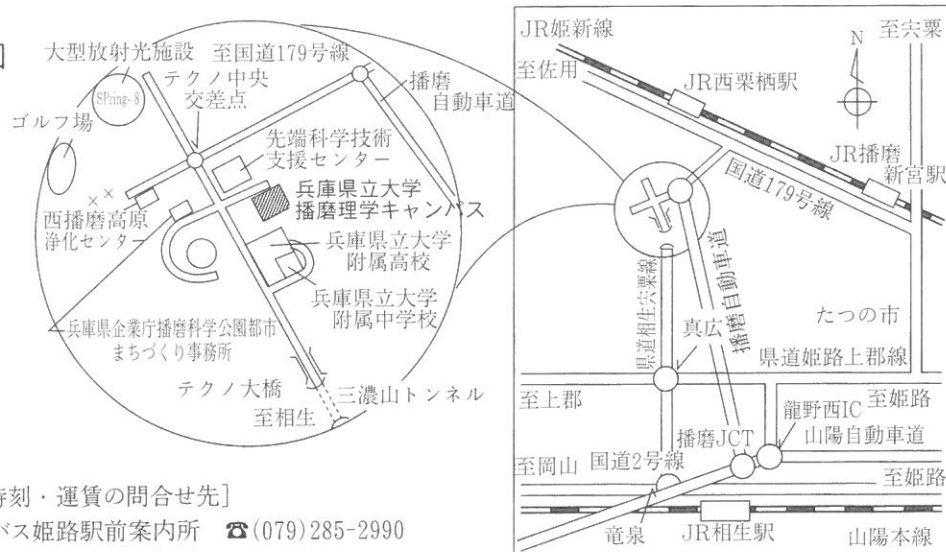 大型放射光施設
至国道179号線
SPring-8
テクノ中央
交差点
播磨
自動車道
ゴルフ場
先端科学技術
支援センター
兵庫県立大学
播磨理学キャンパス
西播磨高原
浄化センター
兵庫県立大学
附属高校
兵庫県立大学
附属中学校
兵庫県企業庁播磨科学公園都市
まちづくり事務所
テクノ大橋
三濃山トンネル
至相生
時刻・運賃の問合せ先]
バス姫路駅前案内所 ☎(079)285-2990
JR姫新線
至宍粟
至佐用
JR西栗栖駅
N
JR播磨
新宮駅
国道179号線
県道相生宍粟線
播磨自動車道
たつの市
真広
県道姫路上郡線
至上郡
至姫路
龍野西IC
播磨JCT
山陽自動車道
至岡山
国道2号線
至姫路
竜泉
JR相生駅
山陽本線